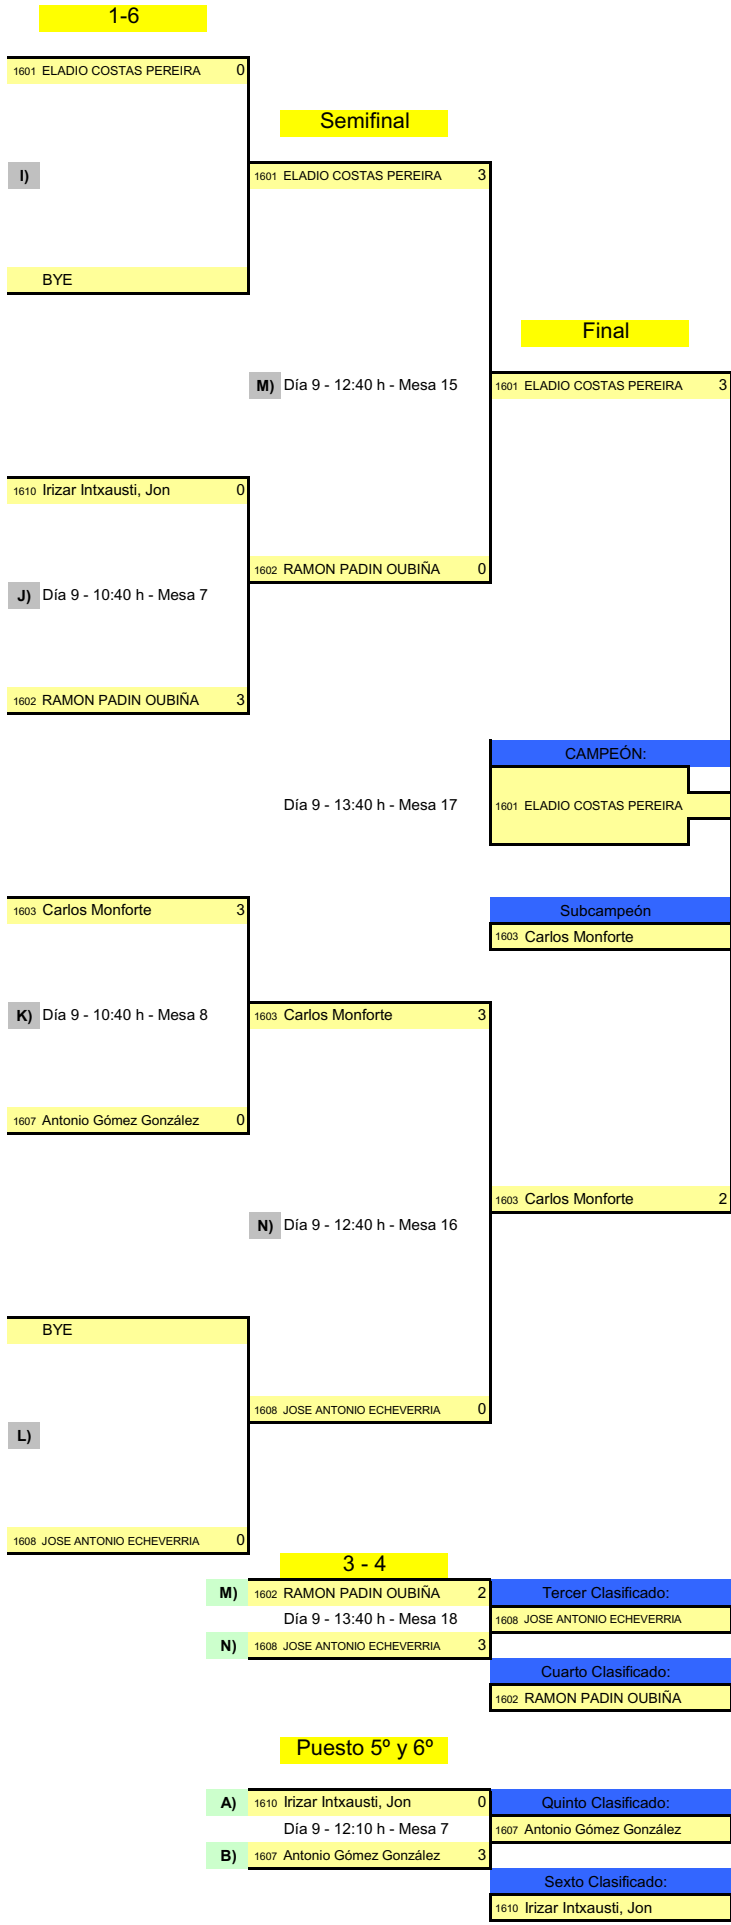 1-6
1601 ELADIO COSTAS PEREIRA 0
Semifinal
I)
1601 ELADIO COSTAS PEREIRA 3
BYE
Final
M) Día 9 - 12:40 h - Mesa 15
1601 ELADIO COSTAS PEREIRA 3
1610 Irizar Intxausti, Jon 0
1602 RAMON PADIN OUBIÑA 0
J) Día 9 - 10:40 h - Mesa 7
1602 RAMON PADIN OUBIÑA 3
CAMPEÓN:
Día 9 - 13:40 h - Mesa 17
1601 ELADIO COSTAS PEREIRA
1603 Carlos Monforte 3
Subcampeón
1603 Carlos Monforte
K) Día 9 - 10:40 h - Mesa 8
1603 Carlos Monforte 3
1607 Antonio Gómez González 0
1603 Carlos Monforte 2
N) Día 9 - 12:40 h - Mesa 16
BYE
1608 JOSE ANTONIO ECHEVERRIA 0
L)
1608 JOSE ANTONIO ECHEVERRIA 0
3 - 4
M) 1602 RAMON PADIN OUBIÑA 2
Tercer Clasificado:
Día 9 - 13:40 h - Mesa 18
1608 JOSE ANTONIO ECHEVERRIA
N) 1608 JOSE ANTONIO ECHEVERRIA 3
Cuarto Clasificado:
1602 RAMON PADIN OUBIÑA
Puesto 5º y 6º
A) 1610 Irizar Intxausti, Jon 0
Quinto Clasificado:
Día 9 - 12:10 h - Mesa 7
1607 Antonio Gómez González
B) 1607 Antonio Gómez González 3
Sexto Clasificado:
1610 Irizar Intxausti, Jon